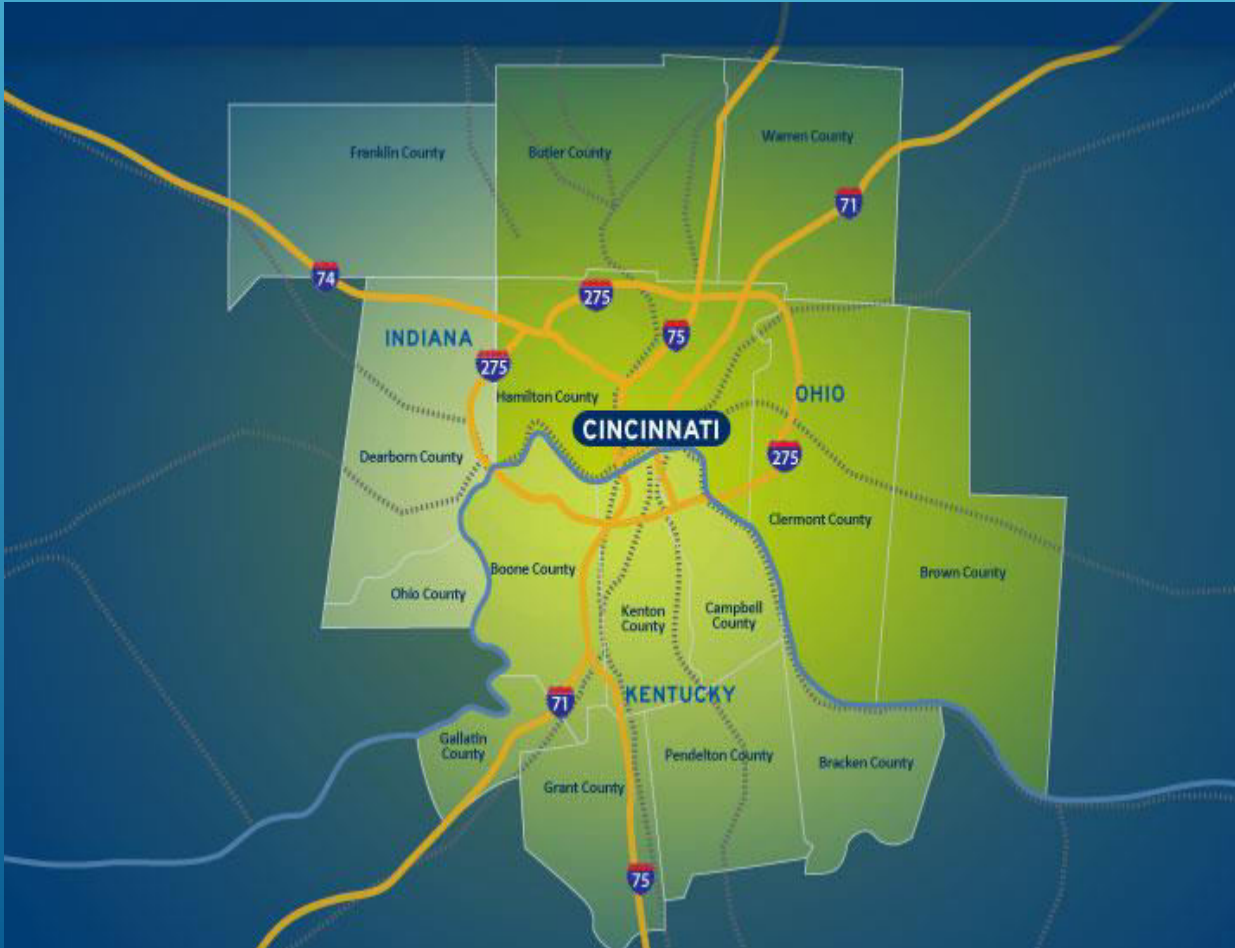 Warren County
Franklin County
Butler County
71
74
275
75
INDIANA
275
Hamilton County
OHIO
CINCINNATI
Dearborn County
275
Clermont County
Boone County
Brown County
Ohio County
Kenton
County
Campbell
County
KENTUCKY
71
Gallatin
County
Pendelton County
Bracken County
Grant County
75